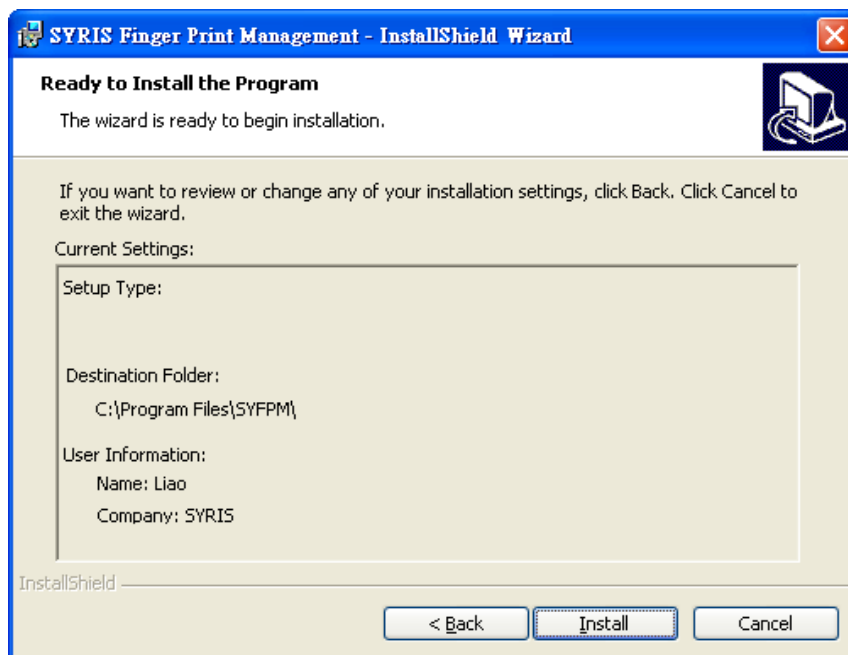 SYRIS Finger Print Management - InstallShield Wizard
Ready to Install the Program
The wizard is ready to begin installation.
If you want to review or change any of your installation settings, click Back. Click Cancel to
exit the wizard.
Current Settings:
Setup Type:
Destination Folder:
C:\Program Files\SYFPM\
User Information:
Name: Liao
Company: SYRIS
InstallShield
< Back
Install
Cancel